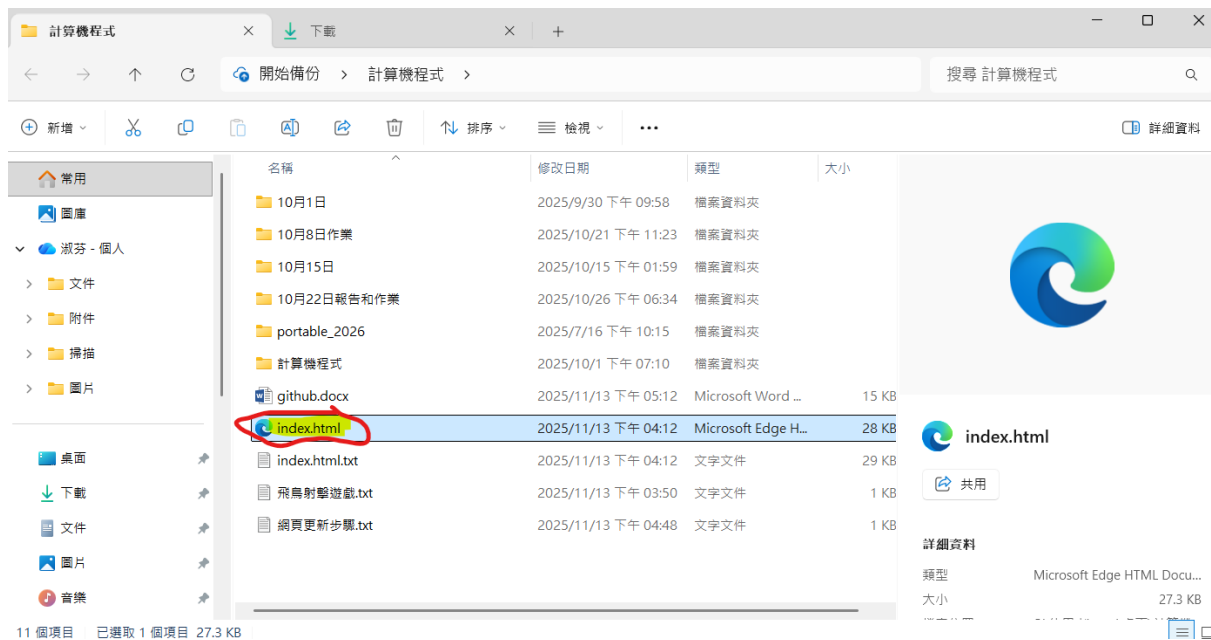 計算機程式
下載
開始備份 > 計算機程式 >
搜尋 計算機程式
新增
排序
檢視
詳細資料
常用
圖庫
淑芬 - 個人
文件
附件
掃描
圖片
桌面
下載
文件
圖片
音樂
名稱 修改日期 類型 大小
10月1日 2025/9/30 下午 09:58 檔案資料夾
10月8日作業 2025/10/21 下午 11:23 檔案資料夾
10月15日 2025/10/15 下午 01:59 檔案資料夾
10月22日報告和作業 2025/10/26 下午 06:34 檔案資料夾
portable_2026 2025/7/16 下午 10:15 檔案資料夾
計算機程式 2025/10/1 下午 07:10 檔案資料夾
github.docx 2025/11/13 下午 05:12 Microsoft Word ... 15 KB
index.html 2025/11/13 下午 04:12 Microsoft Edge H... 28 KB
index.html.txt 2025/11/13 下午 04:12 文字文件 29 KB
飛鳥射擊遊戲.txt 2025/11/13 下午 03:50 文字文件 1 KB
網頁更新步驟.txt 2025/11/13 下午 04:48 文字文件 1 KB
index.html
共用
詳細資料
類型 Microsoft Edge HTML Docu...
大小 27.3 KB
11 個項目 已選取 1 個項目 27.3 KB